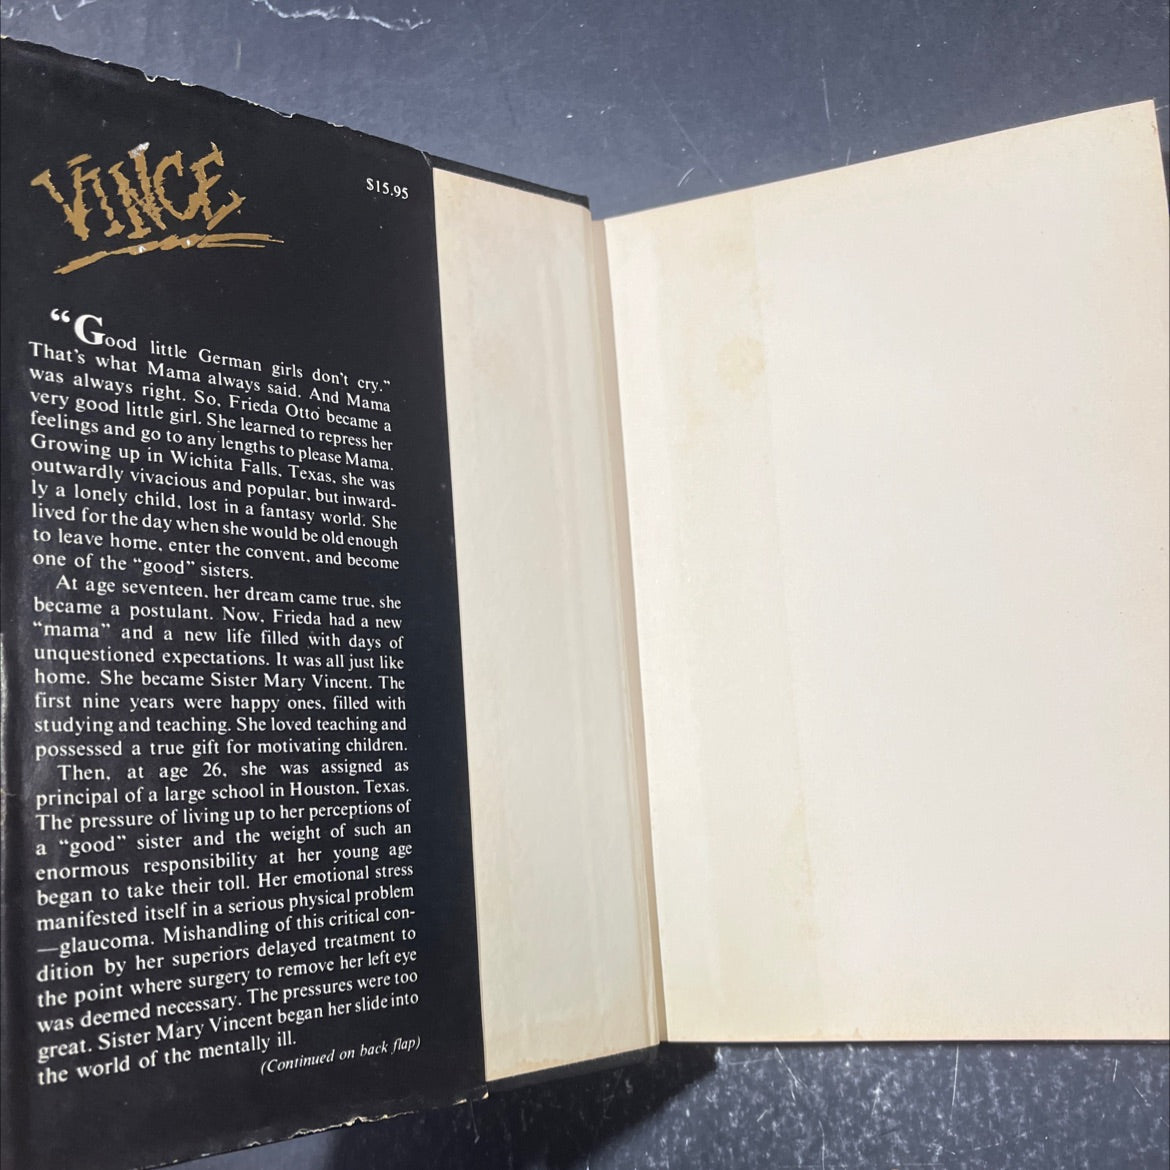 VINCE
$15.95
“Good little German girls don't cry.”
That's what Mama always said. And Mama
was always right. So, Frieda Otto became a
very good little girl. She learned to repress her
feelings and go to any lengths to please Mama.
Growing up in Wichita Falls, Texas, she was
outwardly vivacious and popular, but inward-
ly a lonely child, lost in a fantasy world. She
lived for the day when she would be old enough
to leave home, enter the convent, and become
one of the “good” sisters.
At age seventeen, her dream came true, she
became a postulant. Now, Frieda had a new
“mama” and a new life filled with days of
unquestioned expectations. It was all just like
home. She became Sister Mary Vincent. The
first nine years were happy ones, filled with
studying and teaching. She loved teaching and
possessed a true gift for motivating children.
Then, at age 26, she was assigned as
principal of a large school in Houston, Texas.
The pressure of living up to her perceptions of
a “good” sister and the weight of such an
enormous responsibility at her young age
began to take their toll. Her emotional stress
manifested itself in a serious physical problem
—glaucoma. Mishandling of this critical con-
dition by her superiors delayed treatment to
the point where surgery to remove her left eye
was deemed necessary. The pressures were too
great. Sister Mary Vincent began her slide into
the world of the mentally ill.
(Continued on back flap)